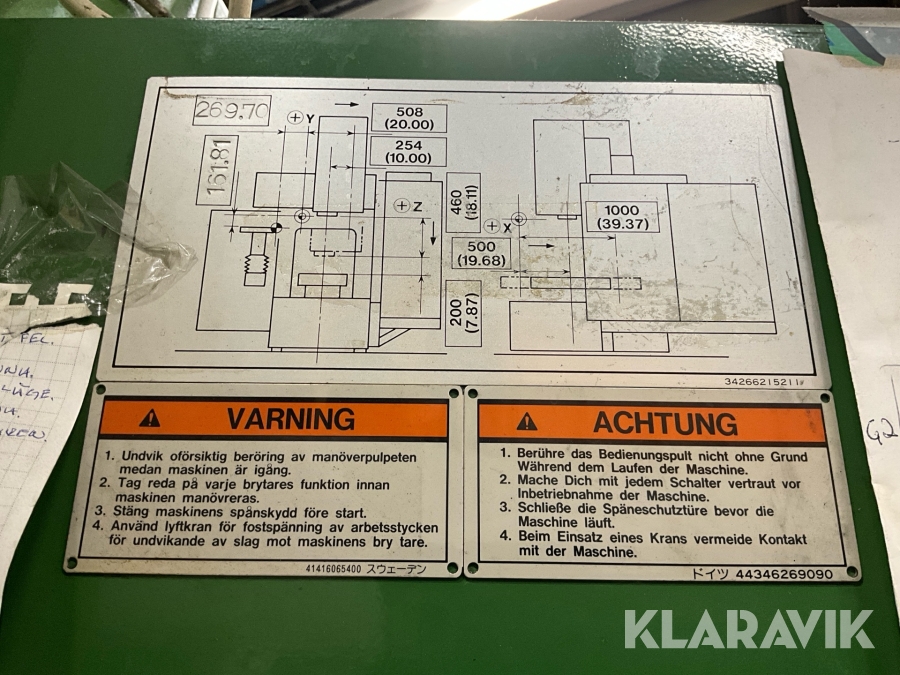 269.70
161.81
Y
508
(20.00)
254
(10.00)
Z
460
(18.11)
X
500
(19.68)
1000
(39.37)
200
(7.87)
34266215211#
VARNING
1. Undvik oförsiktig beröring av manöverpulpeten
medan maskinen är igång.
2. Tag reda på varje brytares funktion innan
maskinen manövreras.
3. Stäng maskinens spånskydd före start.
4. Använd lyftkran för fostspänning av arbetsstycken
för undvikande av slag mot maskinens bry tare.
41416065400 スウェーデン
ACHTUNG
1. Berühre das Bedienungspult nicht ohne Grund
Während dem Laufen der Maschine.
2. Mache Dich mit jedem Schalter vertraut vor
Inbetriebnahme der Maschine.
3. Schließe die Späneschutztüre bevor die
Maschine läuft.
4. Beim Einsatz eines Krans vermeide Kontakt
mit der Maschine.
ドイツ 44346269090
G2
KLARAVIK